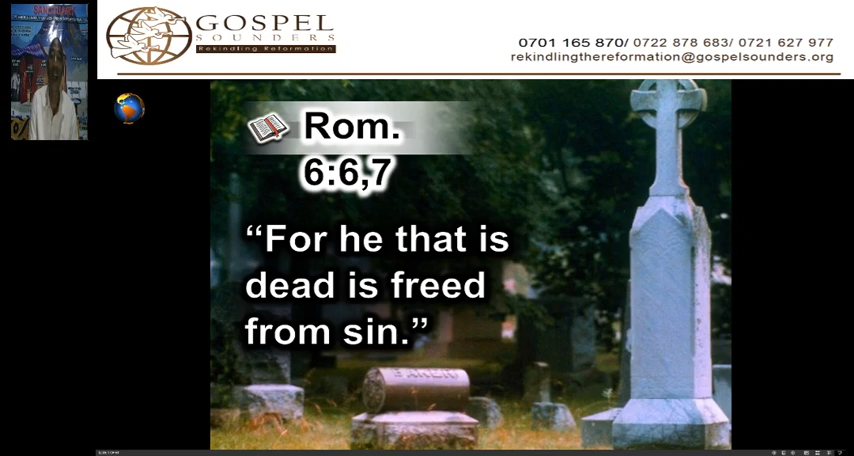 GOSPEL
SOUNDERS
Rekindling Reformation
0701 165 870/ 0722 878 683/ 0721 627 977
rekindlingthereformation@gospelsounders.org
Rom.
6:6,7
“For he that is
dead is freed
from sin.”